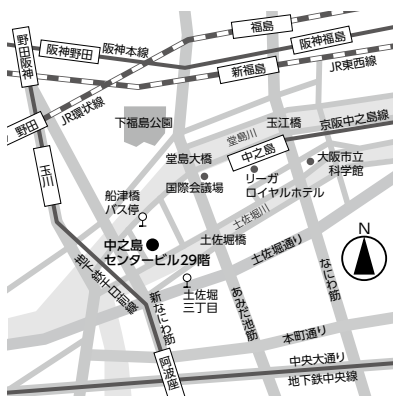 野田阪神
阪神野田
阪神本線
福島
阪神福島
新福島
JR東西線
野田
JR環状線
下福島公園
玉江橋
京阪中之島線
玉川
堂島川
中之島
堂島大橋
国際会議場
リーガ
ロイヤルホテル
大阪市立
科学館
船津橋
バス停
土佐堀川
中之島
センタービル29階
土佐堀橋
土佐堀通り
N
地下鉄千日前線
新なにわ筋
土佐堀
三丁目
あみだ池筋
なにわ筋
本町通り
阿波座
中央大通り
地下鉄中央線